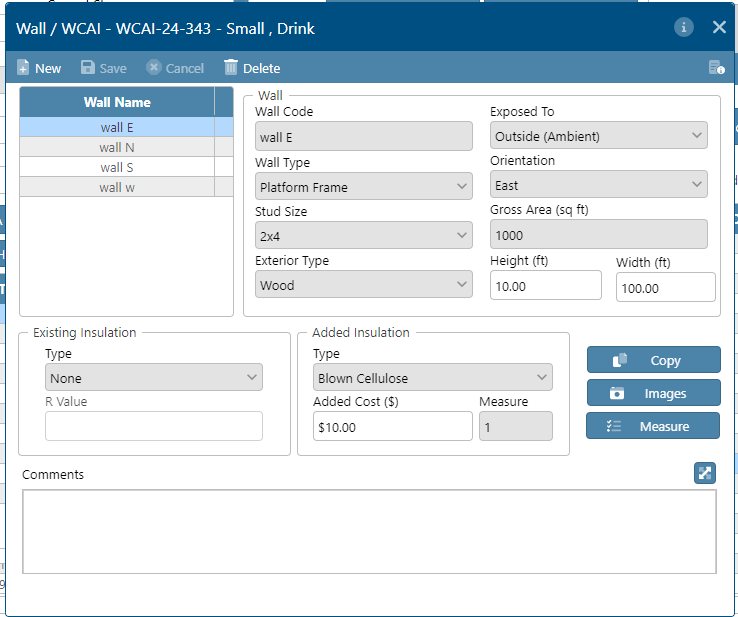 Wall / WCAI - WCAI-24-343 - Small , Drink
New Save Cancel Delete
Wall Name
wall E
wall N
wall S
wall w
Wall
Wall Code
wall E
Exposed To
Outside (Ambient)
Wall Type
Platform Frame
Orientation
East
Stud Size
2x4
Gross Area (sq ft)
1000
Exterior Type
Wood
Height (ft)
10.00
Width (ft)
100.00
Existing Insulation
Type
None
R Value
Added Insulation
Type
Blown Cellulose
Added Cost ($)
$10.00
Measure
1
Copy
Images
Measure
Comments